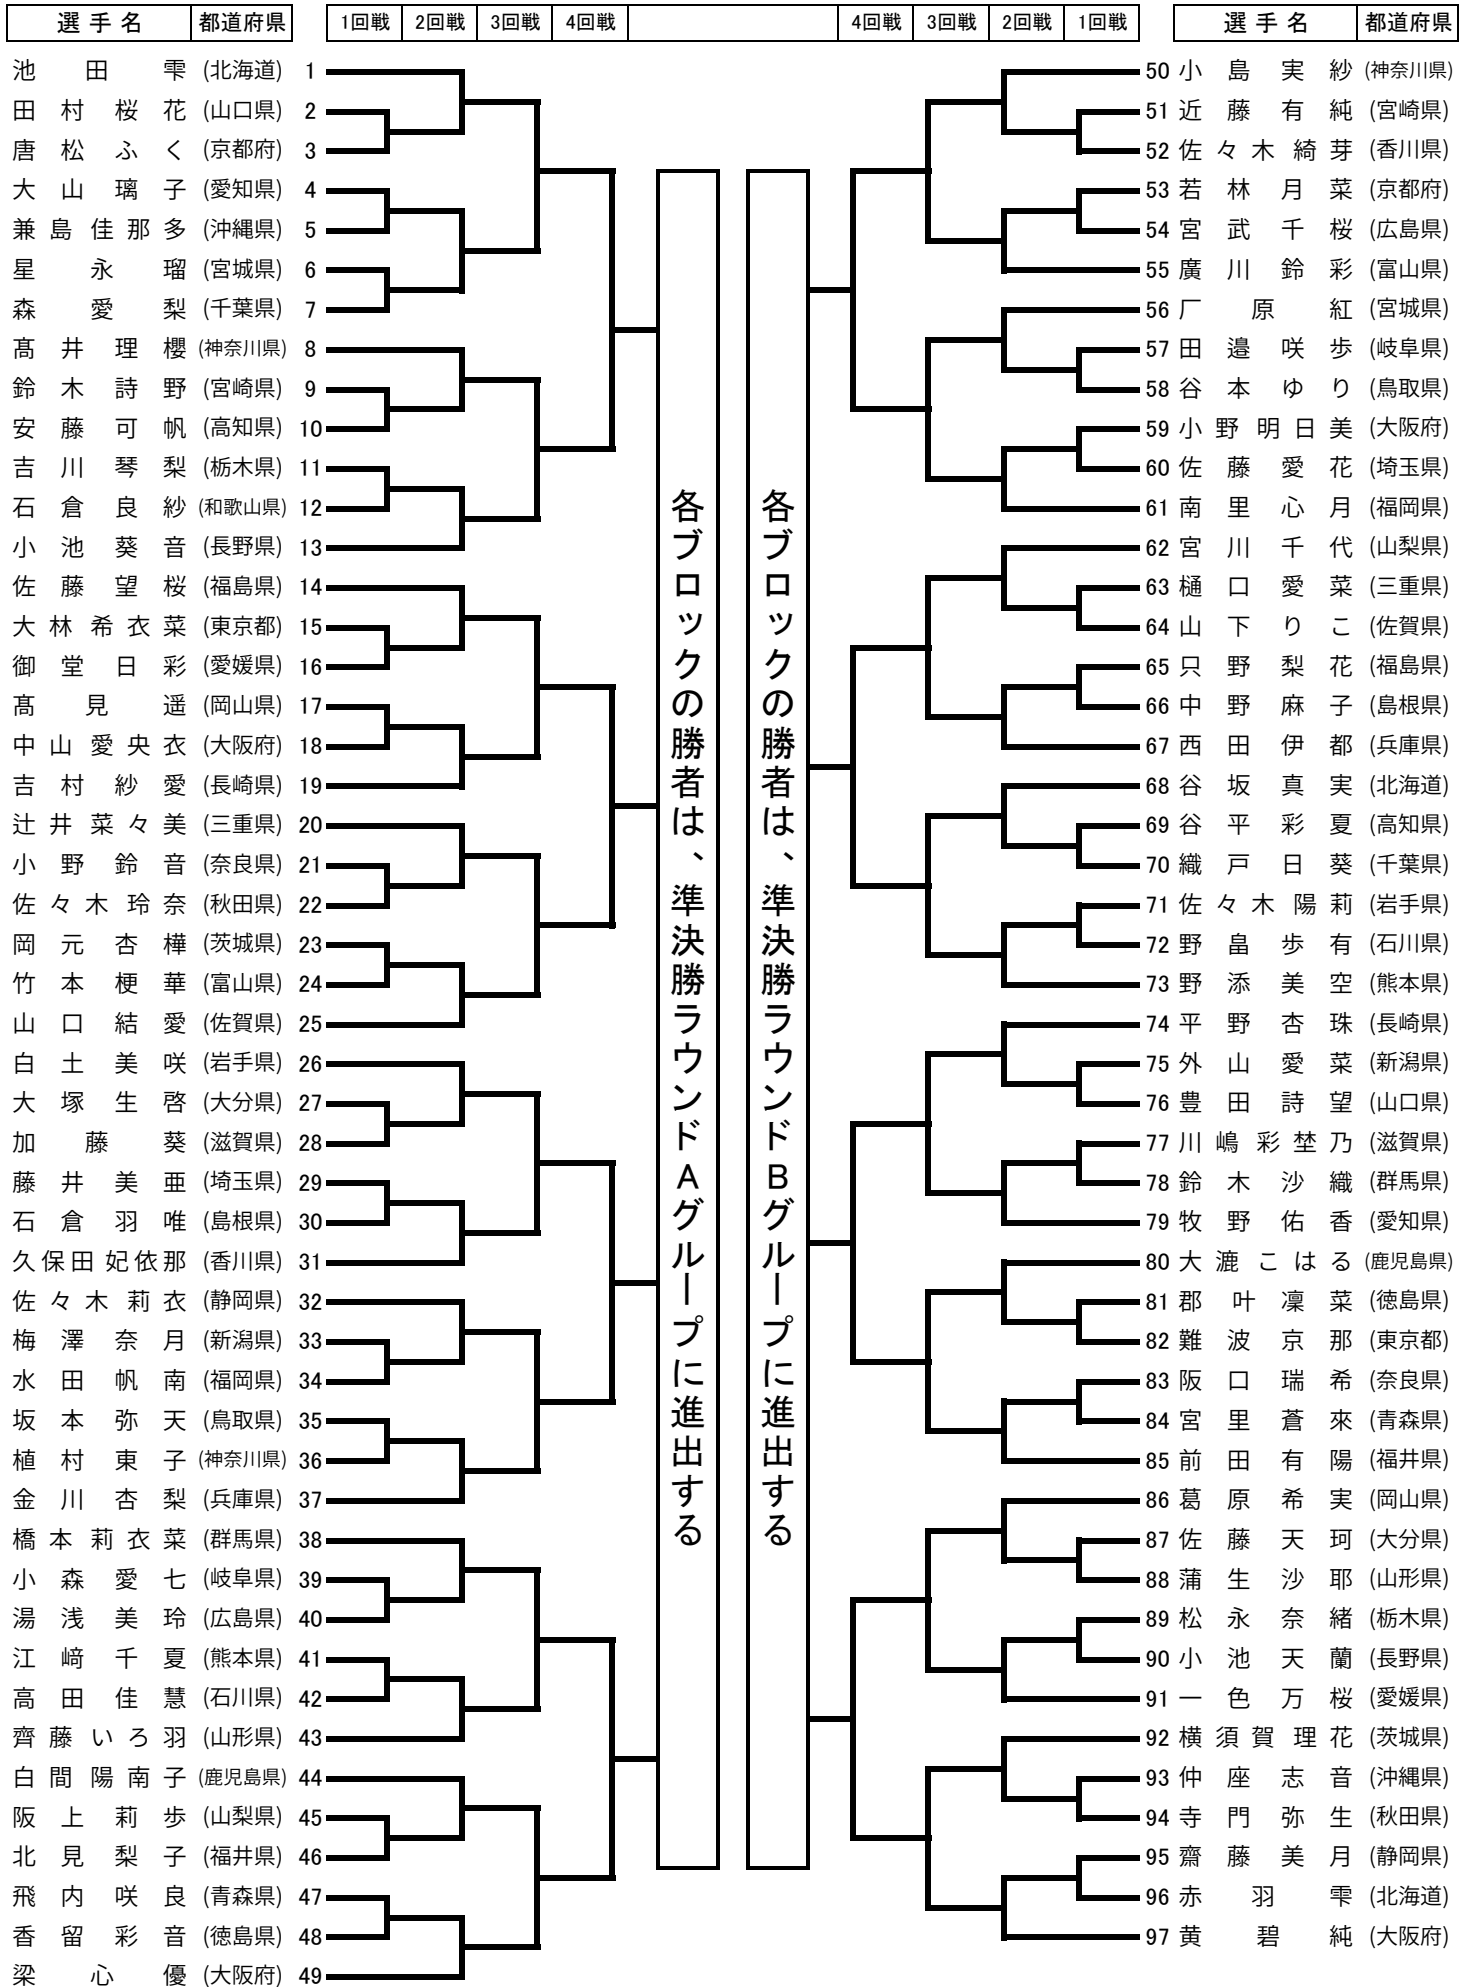 選手名 都道府県 1回戦 2回戦 3回戦 4回戦 4回戦 3回戦 2回戦 1回戦 選手名 都道府県
池田雫 (北海道) 1
田村桜花 (山口県) 2
唐松ふく (京都府) 3
大山璃子 (愛知県) 4
兼島佳那多 (沖縄県) 5
星永瑠 (宮城県) 6
森愛梨 (千葉県) 7
髙井理櫻 (神奈川県) 8
鈴木詩野 (宮崎県) 9
安藤可帆 (高知県) 10
吉川琴梨 (栃木県) 11
石倉良紗 (和歌山県) 12
小池葵音 (長野県) 13
佐藤望桜 (福島県) 14
大林希衣菜 (東京都) 15
御堂日彩 (愛媛県) 16
髙見遥 (岡山県) 17
中山愛央衣 (大阪府) 18
吉村紗愛 (長崎県) 19
辻井菜々美 (三重県) 20
小野鈴音 (奈良県) 21
佐々木玲奈 (秋田県) 22
岡元杏樺 (茨城県) 23
竹本梗華 (富山県) 24
山口結愛 (佐賀県) 25
白土美咲 (岩手県) 26
大塚生啓 (大分県) 27
加藤葵 (滋賀県) 28
藤井美亜 (埼玉県) 29
石倉羽唯 (島根県) 30
久保田妃依那 (香川県) 31
佐々木莉衣 (静岡県) 32
梅澤奈月 (新潟県) 33
水田帆南 (福岡県) 34
坂本弥天 (鳥取県) 35
植村東子 (神奈川県) 36
金川杏梨 (兵庫県) 37
橋本莉衣菜 (群馬県) 38
小森愛七 (岐阜県) 39
湯浅美玲 (広島県) 40
江﨑千夏 (熊本県) 41
高田佳慧 (石川県) 42
齊藤いろ羽 (山形県) 43
白間陽南子 (鹿児島県) 44
阪上莉歩 (山梨県) 45
北見梨子 (福井県) 46
飛内咲良 (青森県) 47
香留彩音 (徳島県) 48
梁心優 (大阪府) 49
各ブロックの勝者は、準決勝ラウンドAグループに進出する
各ブロックの勝者は、準決勝ラウンドBグループに進出する
50 小島実紗 (神奈川県)
51 近藤有純 (宮崎県)
52 佐々木綺芽 (香川県)
53 若林月菜 (京都府)
54 宮武千桜 (広島県)
55 廣川鈴彩 (富山県)
56 厂原紅 (宮城県)
57 田邉咲歩 (岐阜県)
58 谷本ゆり (鳥取県)
59 小野明日美 (大阪府)
60 佐藤愛花 (埼玉県)
61 南里心月 (福岡県)
62 宮川千代 (山梨県)
63 樋口愛菜 (三重県)
64 山下りこ (佐賀県)
65 只野梨花 (福島県)
66 中野麻子 (島根県)
67 西田伊都 (兵庫県)
68 谷坂真実 (北海道)
69 谷平彩夏 (高知県)
70 織戸日葵 (千葉県)
71 佐々木陽莉 (岩手県)
72 野畠歩有 (石川県)
73 野添美空 (熊本県)
74 平野杏珠 (長崎県)
75 外山愛菜 (新潟県)
76 豊田詩望 (山口県)
77 川嶋彩埜乃 (滋賀県)
78 鈴木沙織 (群馬県)
79 牧野佑香 (愛知県)
80 大漉こはる (鹿児島県)
81 郡叶凜菜 (徳島県)
82 難波京那 (東京都)
83 阪口瑞希 (奈良県)
84 宮里蒼來 (青森県)
85 前田有陽 (福井県)
86 葛原希実 (岡山県)
87 佐藤天珂 (大分県)
88 蒲生沙耶 (山形県)
89 松永奈緒 (栃木県)
90 小池天蘭 (長野県)
91 一色万桜 (愛媛県)
92 横須賀理花 (茨城県)
93 仲座志音 (沖縄県)
94 寺門弥生 (秋田県)
95 齋藤美月 (静岡県)
96 赤羽雫 (北海道)
97 黄碧純 (大阪府)